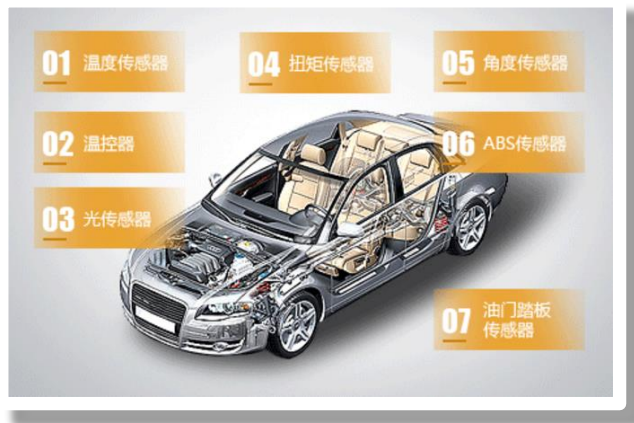 01 温度传感器
02 温控器
03 光传感器
04 扭矩传感器
05 角度传感器
06 ABS传感器
07 油门踏板
传感器